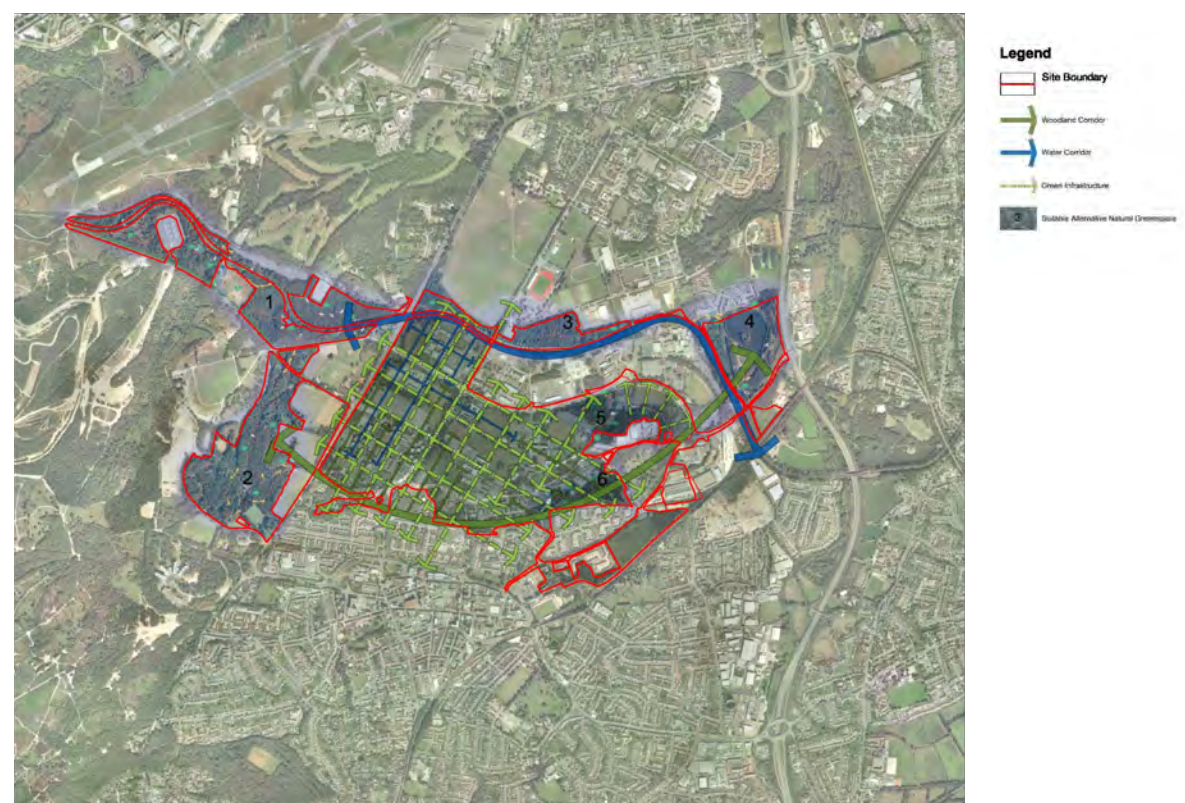 Legend
Site Boundary
Woodland Corridor
Water Corridor
Green Infrastructure
3
Suitable Alternative Natural Greenspace
1
3
4
5
6
2